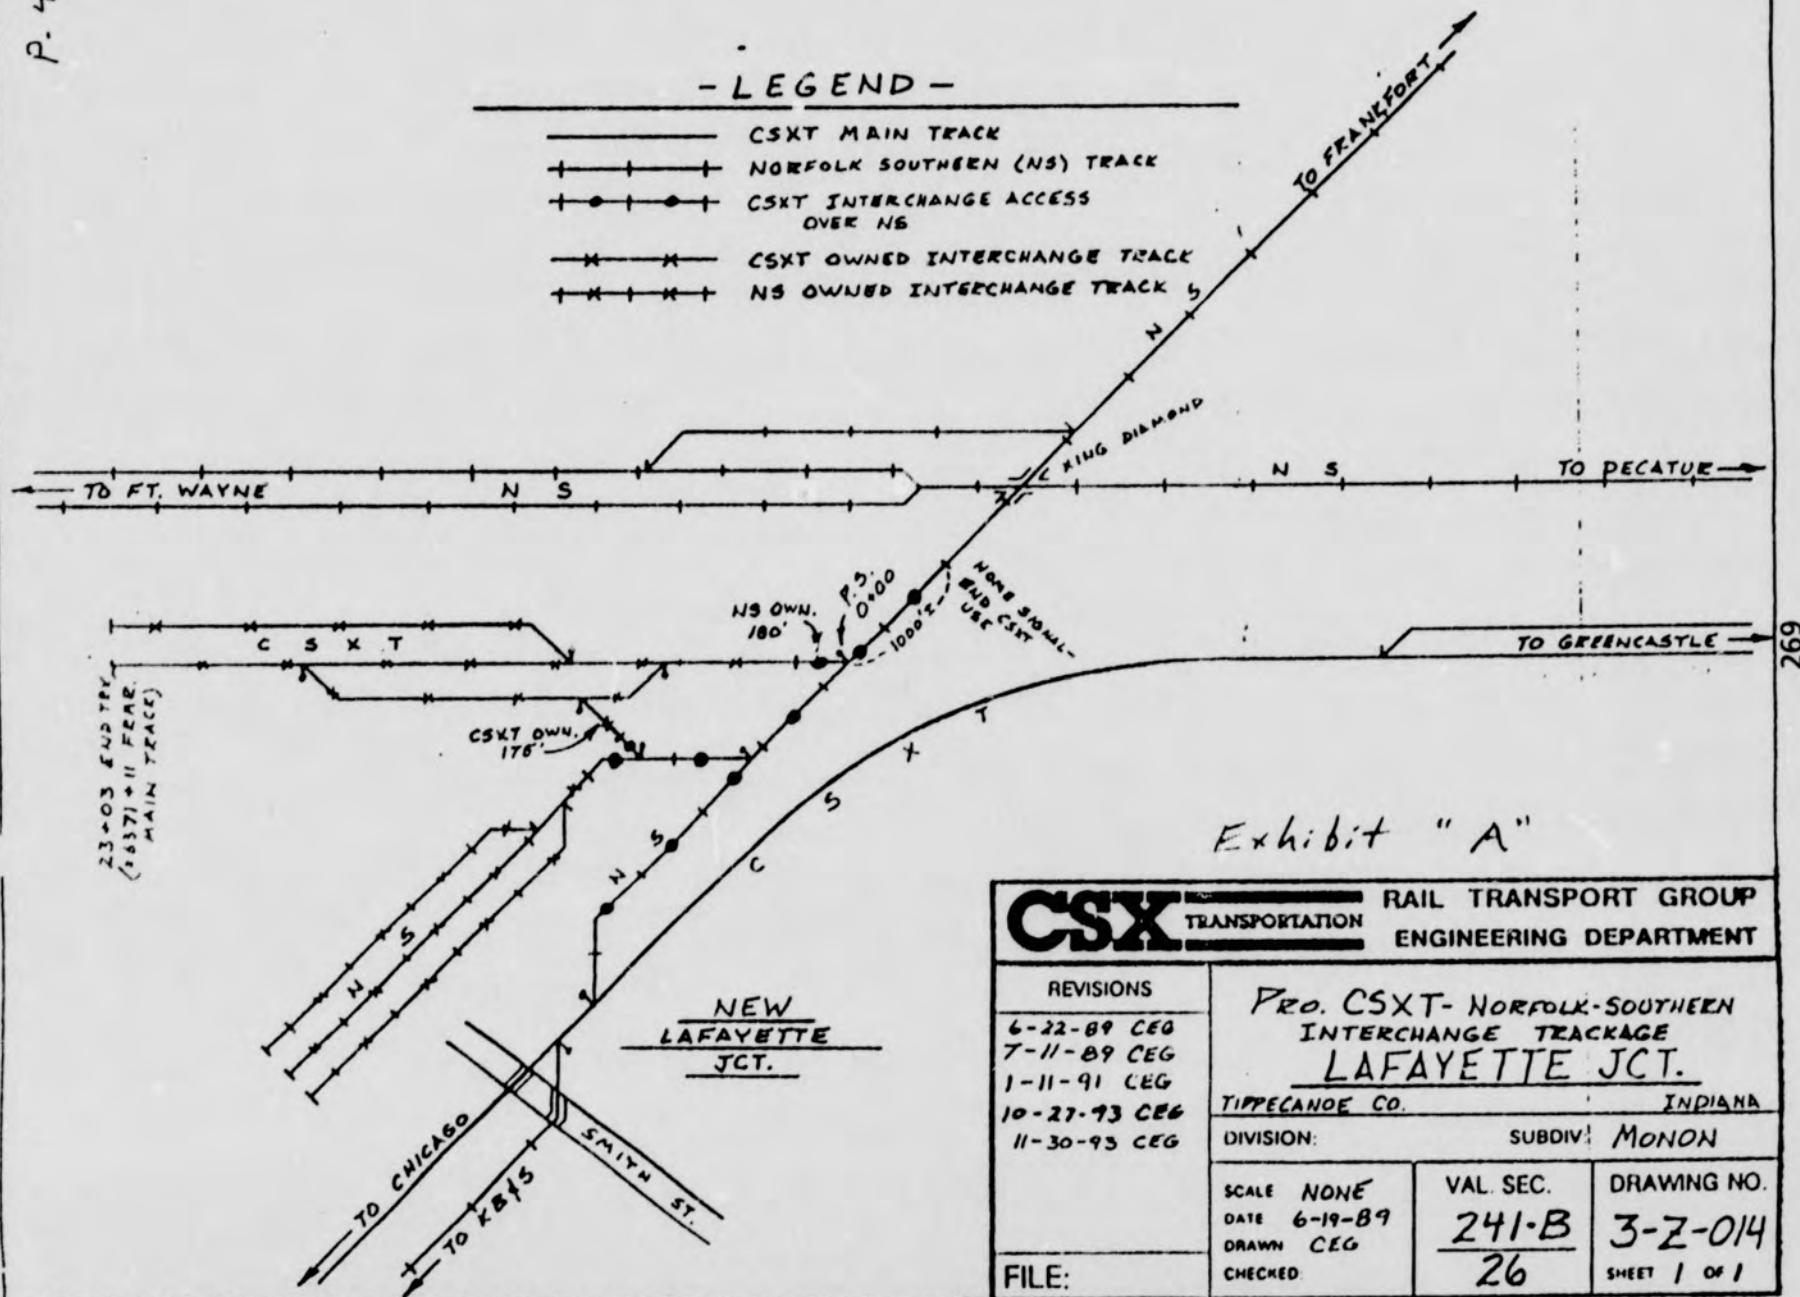 P. 4
- LEGEND -
CSXT MAIN TRACK
NORFOLK SOUTHERN (NS) TRACK
CSXT INTERCHANGE ACCESS
OVER NS
CSXT OWNED INTERCHANGE TRACK
NS OWNED INTERCHANGE TRACK
TO FRANKFORT
N S
XING DIAMOND
TO FT. WAYNE
N S
N S
TO DECATUR
HOME SIGNAL-
END CSXT
USE
P.S.
0+00
NS OWN.
180'
1000'±
C S X T
TO GREENCASTLE
269
23+03 END TRK.
MAIN TRACK)
CSXT OWN.
175'
C S X T
N S
N S
NEW
LAFAYETTE
JCT.
SMITH ST.
TO CHICAGO
TO KB&S
Exhibit "A"
CSX TRANSPORTATION
RAIL TRANSPORT GROUP
ENGINEERING DEPARTMENT
REVISIONS
6-22-89 CEG
7-11-89 CEG
1-11-91 CEG
10-27-93 CEG
11-30-93 CEG
FILE:
PRO. CSXT- NORFOLK-SOUTHERN
INTERCHANGE TRACKAGE
LAFAYETTE JCT.
TIPPECANOE CO. INDIANA
DIVISION: SUBDIV: MONON
SCALE NONE
DATE 6-19-89
DRAWN CEG
CHECKED
VAL. SEC.
241-B
26
DRAWING NO.
3-Z-014
SHEET 1 OF 1